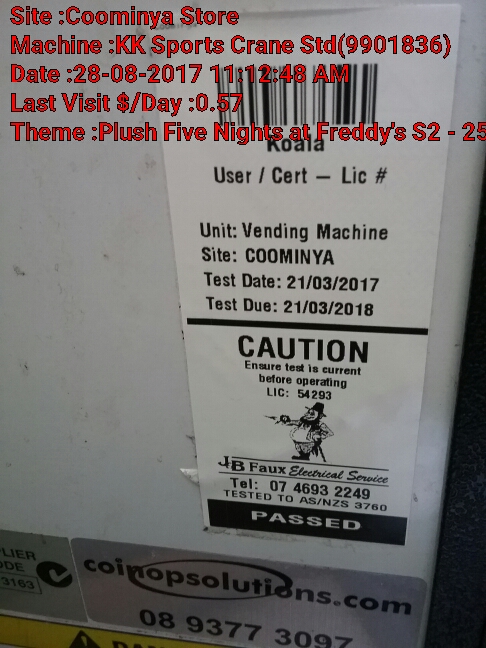 Site :Coominya Store
Machine :KK Sports Crane Std(9901836)
Date :28-08-2017 11:12:48 AM
Last Visit $/Day :0.57
Theme :Plush Five Nights at Freddy's S2 - 25
Koala
User / Cert – Lic #
Unit: Vending Machine
Site: COOMINYA
Test Date: 21/03/2017
Test Due: 21/03/2018
CAUTION
Ensure test is current
before operating
LIC: 54293
J&B Faux Electrical Service
Tel: 07 4693 2249
TESTED TO AS/NZS 3760
PASSED
PLIER
ODE
3163
coinopsolutions.com
08 9377 3097